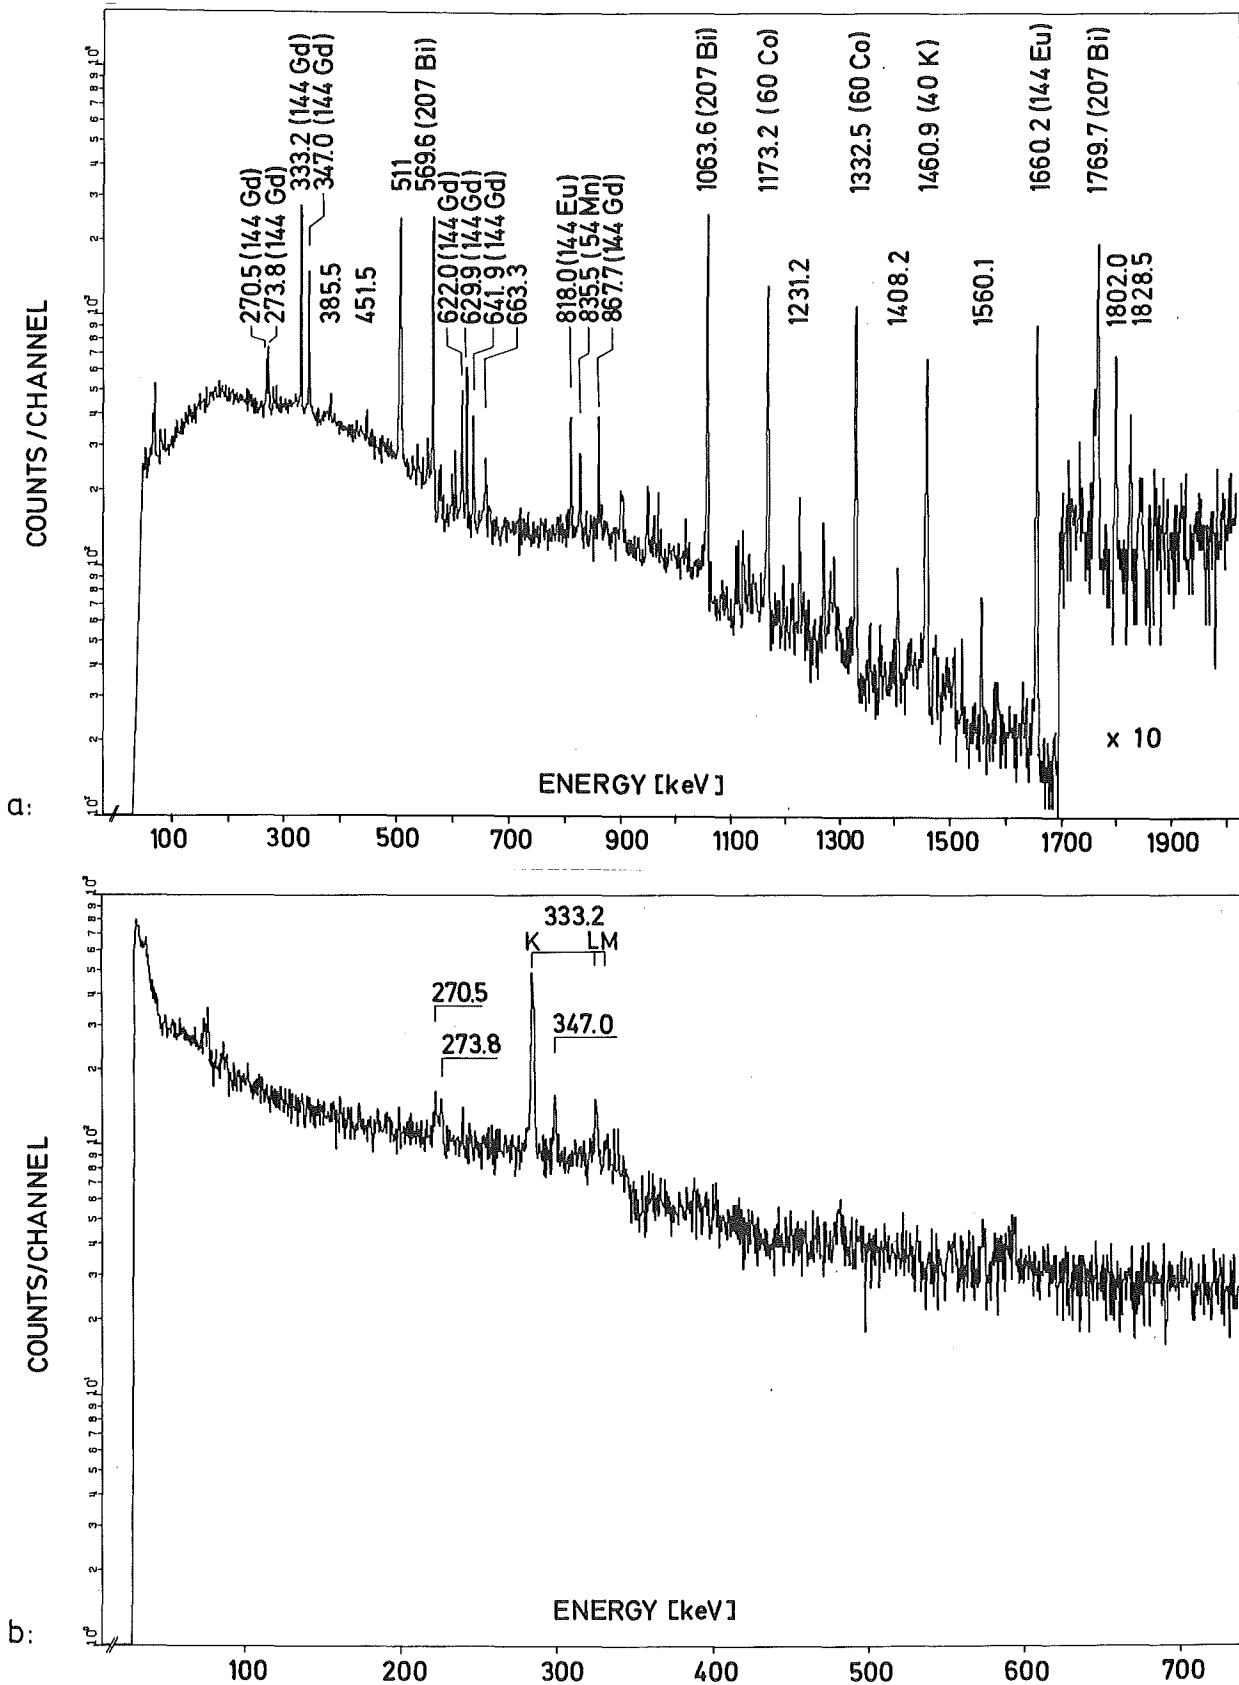 270.5 (144 Gd)
273.8 (144 Gd)
333.2 (144 Gd)
347.0 (144 Gd)
385.5
451.5
511
569.6 (207 Bi)
622.0 (144 Gd)
629.9 (144 Gd)
641.9 (144 Gd)
663.3
818.0 (144 Eu)
835.5 (54 Mn)
867.7 (144 Gd)
1063.6 (207 Bi)
1173.2 (60 Co)
1231.2
1332.5 (60 Co)
1408.2
1460.9 (40 K)
1560.1
1660.2 (144 Eu)
1769.7 (207 Bi)
1802.0
1828.5
x 10
COUNTS / CHANNEL
ENERGY [keV]
a:
100 300 500 700 900 1100 1300 1500 1700 1900
333.2
K L M
270.5
347.0
273.8
COUNTS/CHANNEL
ENERGY [keV]
b:
100 200 300 400 500 600 700